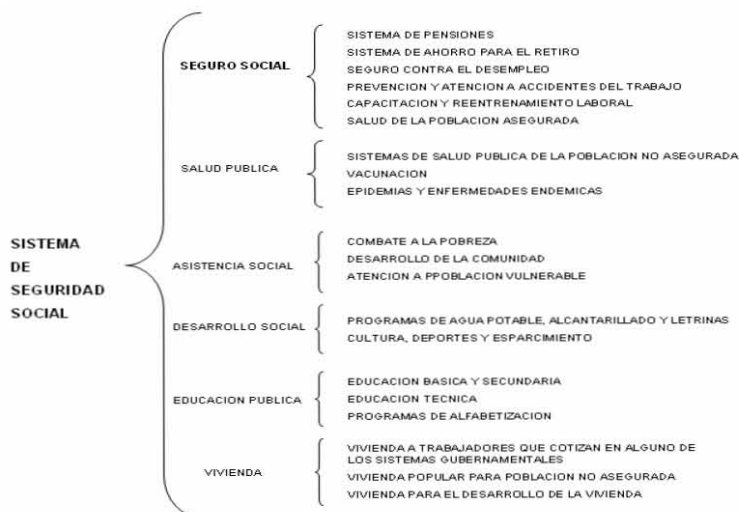 SISTEMA
DE
SEGURIDAD
SOCIAL
SEGURO SOCIAL
SISTEMA DE PENSIONES
SISTEMA DE AHORRO PARA EL RETIRO
SEGURO CONTRA EL DESEMPLEO
PREVENCION Y ATENCION A ACCIDENTES DEL TRABAJO
CAPACITACION Y REENTRENAMIENTO LABORAL
SALUD DE LA POBLACION ASEGURADA
SALUD PUBLICA
SISTEMAS DE SALUD PUBLICA DE LA POBLACION NO ASEGURADA
VACUNACION
EPIDEMIAS Y ENFERMEDADES ENDEMICAS
ASISTENCIA SOCIAL
COMBATE A LA POBREZA
DESARROLLO DE LA COMUNIDAD
ATENCION A PPOBLACION VULNERABLE
DESARROLLO SOCIAL
PROGRAMAS DE AGUA POTABLE, ALCANTARILLADO Y LETRINAS
CULTURA, DEPORTES Y ESPARCIMIENTO
EDUCACION PUBLICA
EDUCACION BASICA Y SECUNDARIA
EDUCACION TECNICA
PROGRAMAS DE ALFABETIZACION
VIVIENDA
VIVIENDA A TRABAJADORES QUE COTIZAN EN ALGUNO DE
LOS SISTEMAS GUBERNAMENTALES
VIVIENDA POPULAR PARA POBLACION NO ASEGURADA
VIVIENDA PARA EL DESARROLLO DE LA VIVIENDA